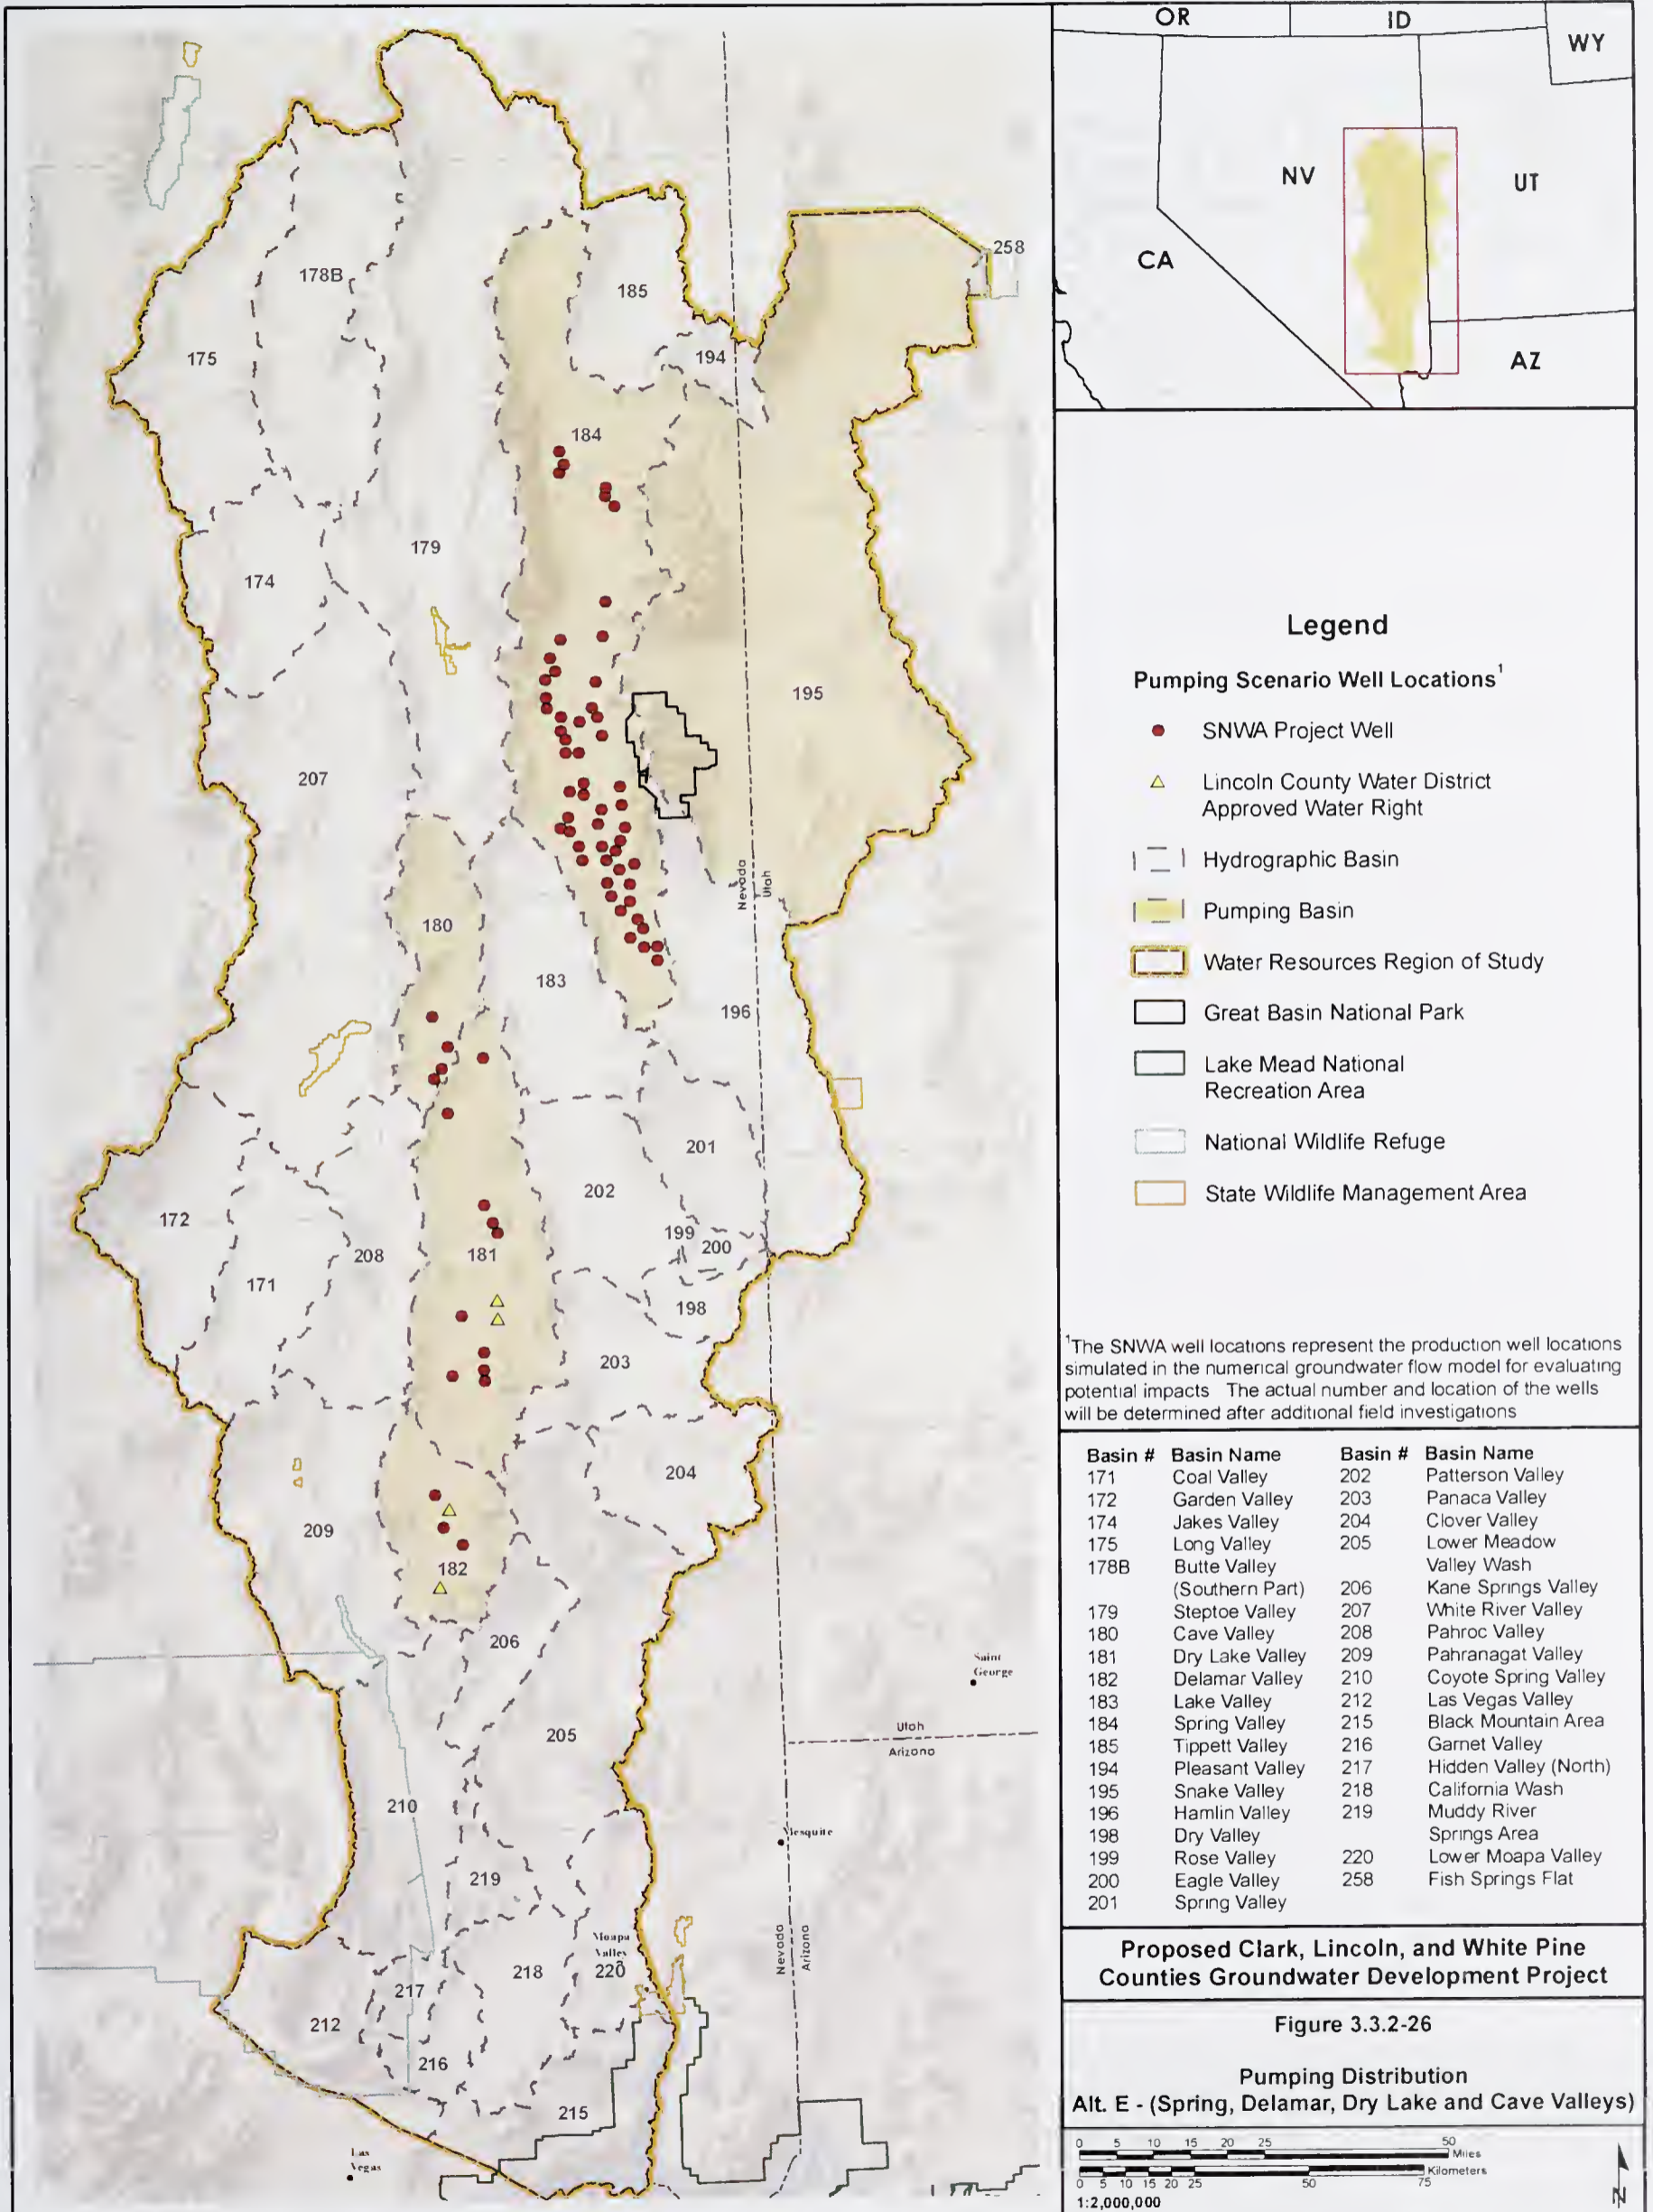 OR
ID
WY
NV
UT
CA
AZ
258
178B
185
175
194
184
179
174
195
207
Nevada
Utah
180
183
196
201
202
172
199
200
208
181
171
198
203
204
209
182
206
Saint
George
205
Utah
Arizona
210
Mesquite
219
Moapa
Valley
Nevada
Arizona
218
220
217
212
216
215
Las
Vegas
Legend
Pumping Scenario Well Locations1
SNWA Project Well
Lincoln County Water District
Approved Water Right
Hydrographic Basin
Pumping Basin
Water Resources Region of Study
Great Basin National Park
Lake Mead National
Recreation Area
National Wildlife Refuge
State Wildlife Management Area
1The SNWA well locations represent the production well locations
simulated in the numerical groundwater flow model for evaluating
potential impacts The actual number and location of the wells
will be determined after additional field investigations
Basin # Basin Name Basin # Basin Name
171 Coal Valley 202 Patterson Valley
172 Garden Valley 203 Panaca Valley
174 Jakes Valley 204 Clover Valley
175 Long Valley 205 Lower Meadow
178B Butte Valley Valley Wash
(Southern Part) 206 Kane Springs Valley
179 Steptoe Valley 207 White River Valley
180 Cave Valley 208 Pahroc Valley
181 Dry Lake Valley 209 Pahranagat Valley
182 Delamar Valley 210 Coyote Spring Valley
183 Lake Valley 212 Las Vegas Valley
184 Spring Valley 215 Black Mountain Area
185 Tippett Valley 216 Garnet Valley
194 Pleasant Valley 217 Hidden Valley (North)
195 Snake Valley 218 California Wash
196 Hamlin Valley 219 Muddy River
198 Dry Valley Springs Area
199 Rose Valley 220 Lower Moapa Valley
200 Eagle Valley 258 Fish Springs Flat
201 Spring Valley
Proposed Clark, Lincoln, and White Pine
Counties Groundwater Development Project
Figure 3.3.2-26
Pumping Distribution
Alt. E - (Spring, Delamar, Dry Lake and Cave Valleys)
0 5 10 15 20 25 50
Miles
Kilometers
0 5 10 15 20 25 50 75
1:2,000,000
N